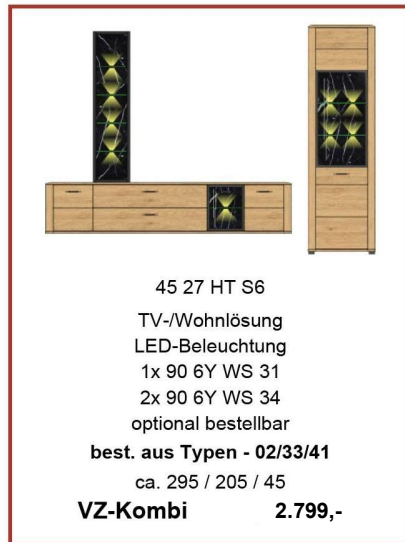 45 27 HT S6
TV-/Wohnlösung
LED-Beleuchtung
1x 90 6Y WS 31
2x 90 6Y WS 34
optional bestellbar
best. aus Typen - 02/33/41
ca. 295 / 205 / 45
VZ-Kombi 2.799,-